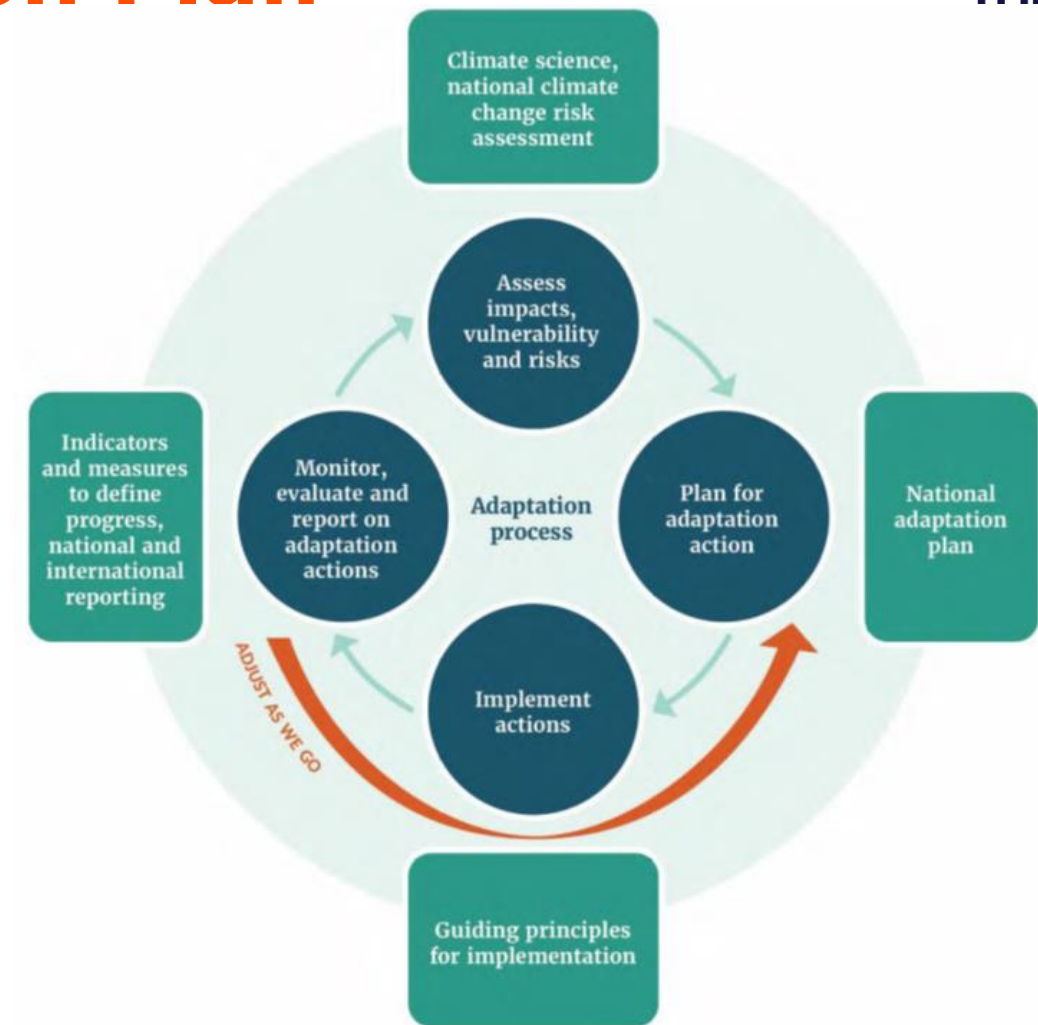 Climate science,
national climate
change risk
assessment
Assess
impacts,
vulnerability
and risks
Indicators
and measures
to define
progress,
national and
international
reporting
Monitor,
evaluate and
report on
adaptation
actions
Adaptation
process
Plan for
adaptation
action
National
adaptation
plan
ADJUST AS WE GO
Implement
actions
Guiding principles
for implementation